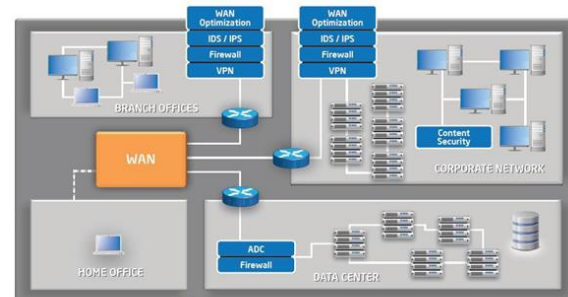 WAN
Optimization
IDS / IPS
Firewall
VPN
WAN
Optimization
IDS / IPS
Firewall
VPN
BRANCH OFFICES
Content
Security
CORPORATE NETWORK
WAN
HOME OFFICE
ADC
Firewall
DATA CENTER